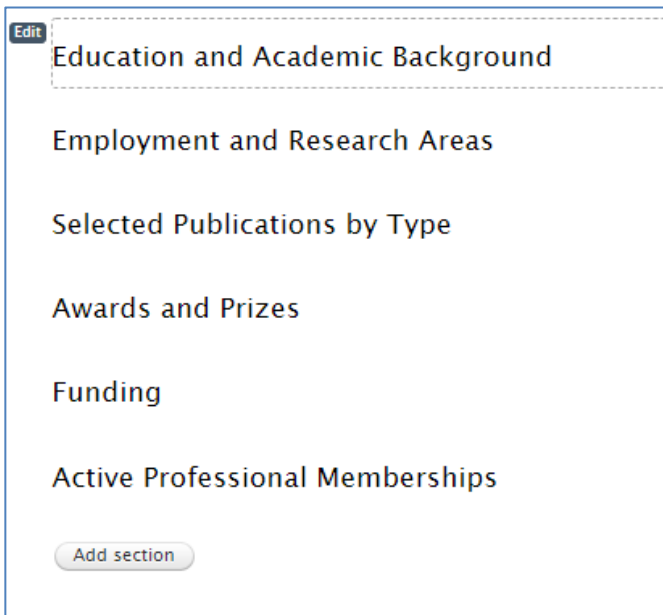 Edit
Education and Academic Background
Employment and Research Areas
Selected Publications by Type
Awards and Prizes
Funding
Active Professional Memberships
Add section